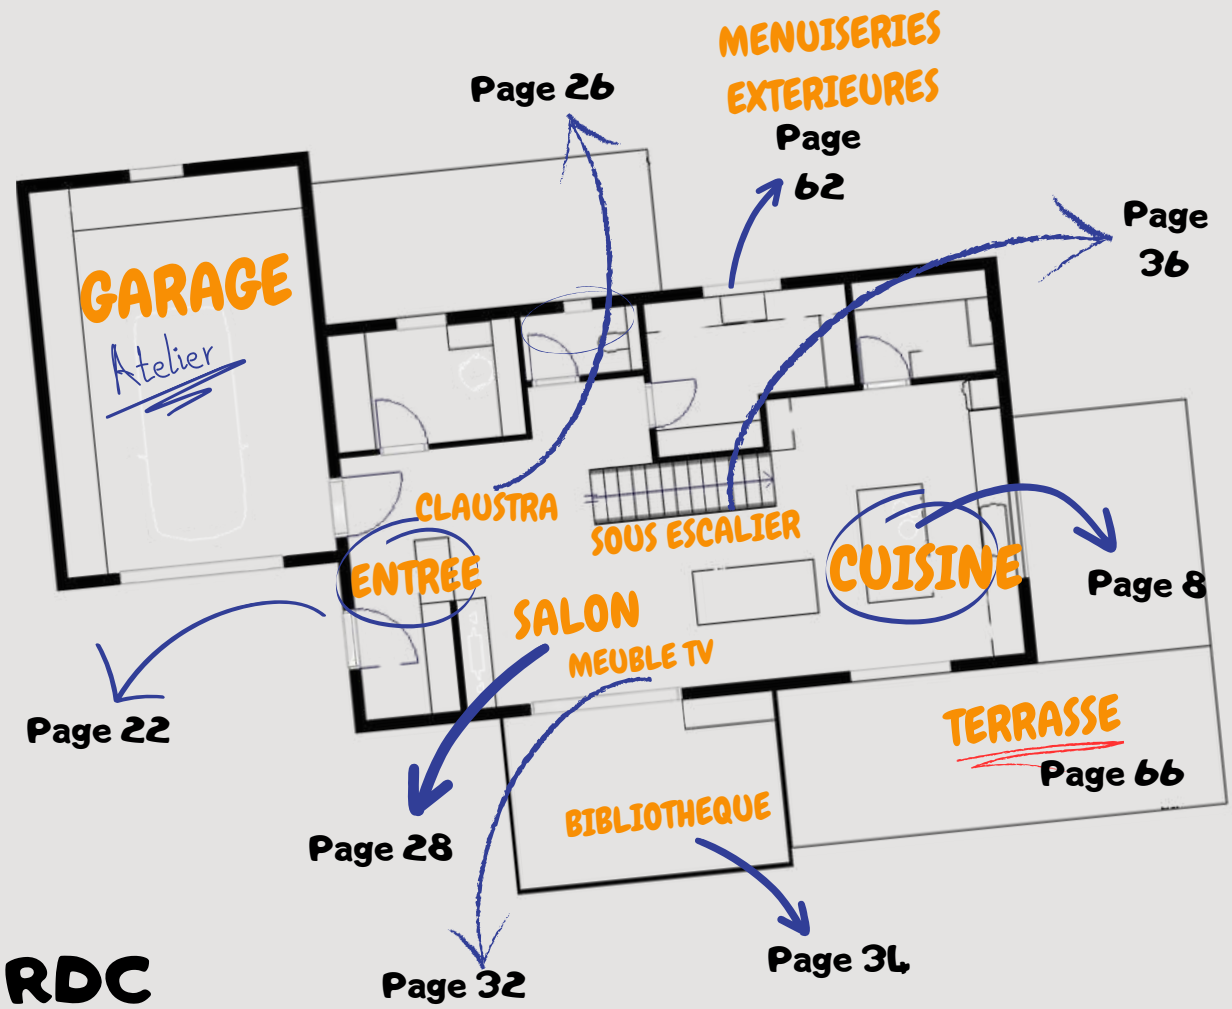 MENUISERIES
EXTERIEURES
Page
62
Page 26
Page
36
GARAGE
Atelier
CLAUSTRA
SOUS ESCALIER
ENTREE
CUISINE
Page 8
SALON
MEUBLE TV
Page 22
TERRASSE
Page 66
BIBLIOTHEQUE
Page 28
Page 34
Page 32
RDC